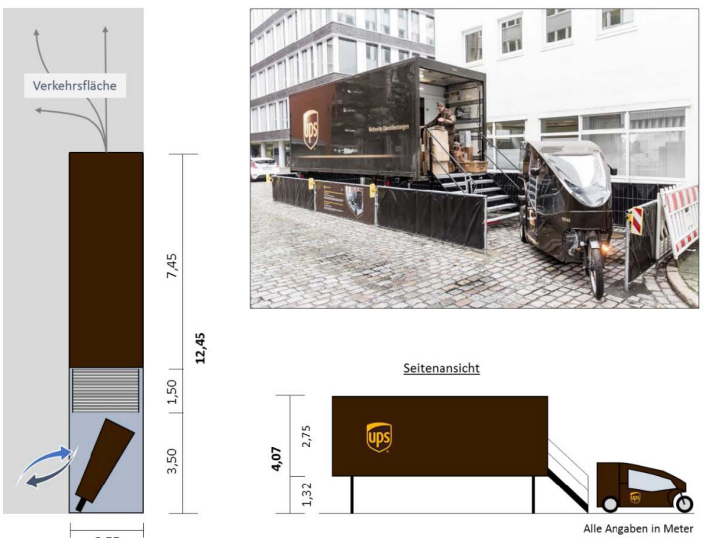 Verkehrsfläche
7,45
12,45
1,50
3,50
ups
Seitenansicht
4,07
2,75
1,32
ups
ups
Alle Angaben in Meter